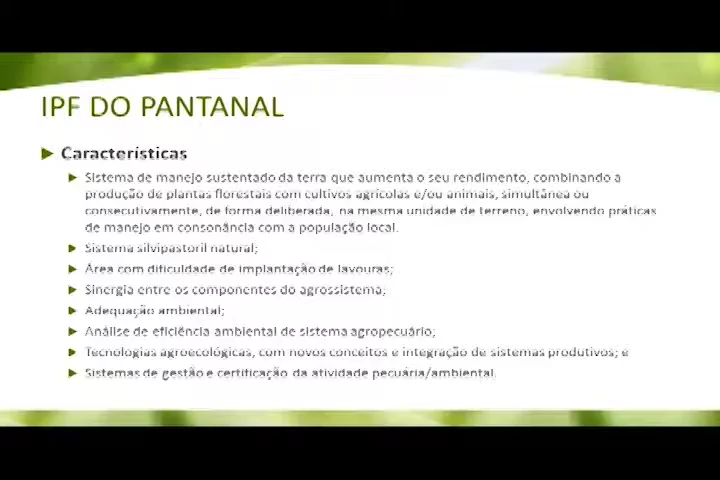 IPF DO PANTANAL
Características
Sistema de manejo sustentado da terra que aumenta o seu rendimento, combinando a
produção de plantas florestais com cultivos agrícolas e/ou animais, simultânea ou
consecutivamente, de forma deliberada, na mesma unidade de terreno, envolvendo práticas
de manejo em consonância com a população local.
Sistema silvipastoril natural;
Área com dificuldade de implantação de lavouras;
Sinergia entre os componentes do agrossistema;
Adequação ambiental;
Análise de eficiência ambiental de sistema agropecuário;
Tecnologias agroecológicas, com novos conceitos e integração de sistemas produtivos; e
Sistemas de gestão e certificação da atividade pecuária/ambiental.